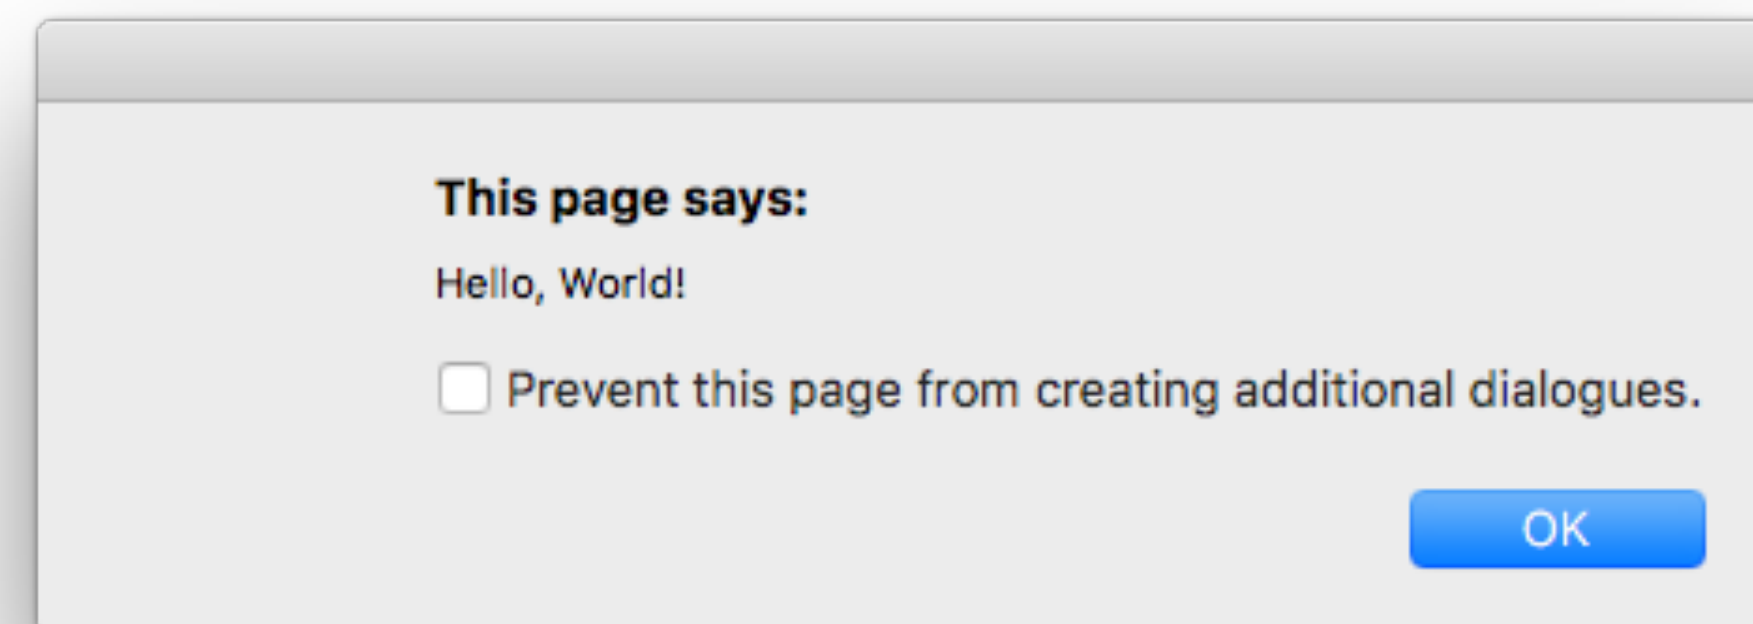 This page says:
Hello, World!
Prevent this page from creating additional dialogues.
OK